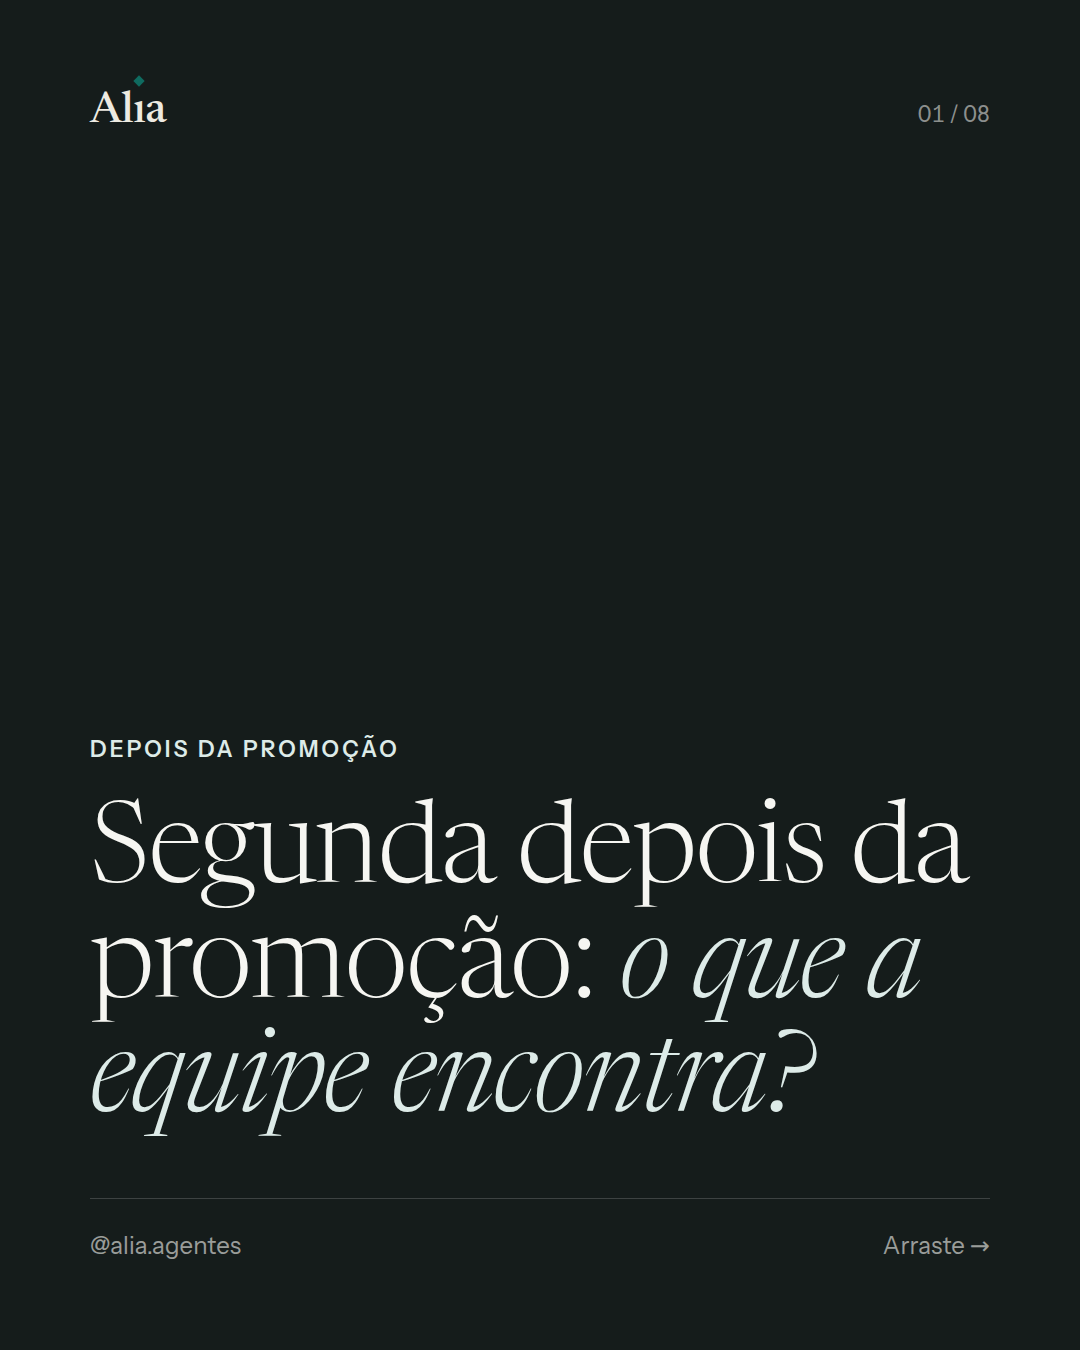 Alia
01 / 08
DEPOIS DA PROMOÇÃO
Segunda depois da
promoção: o que a
equipe encontra?
@alia.agentes
Arraste →